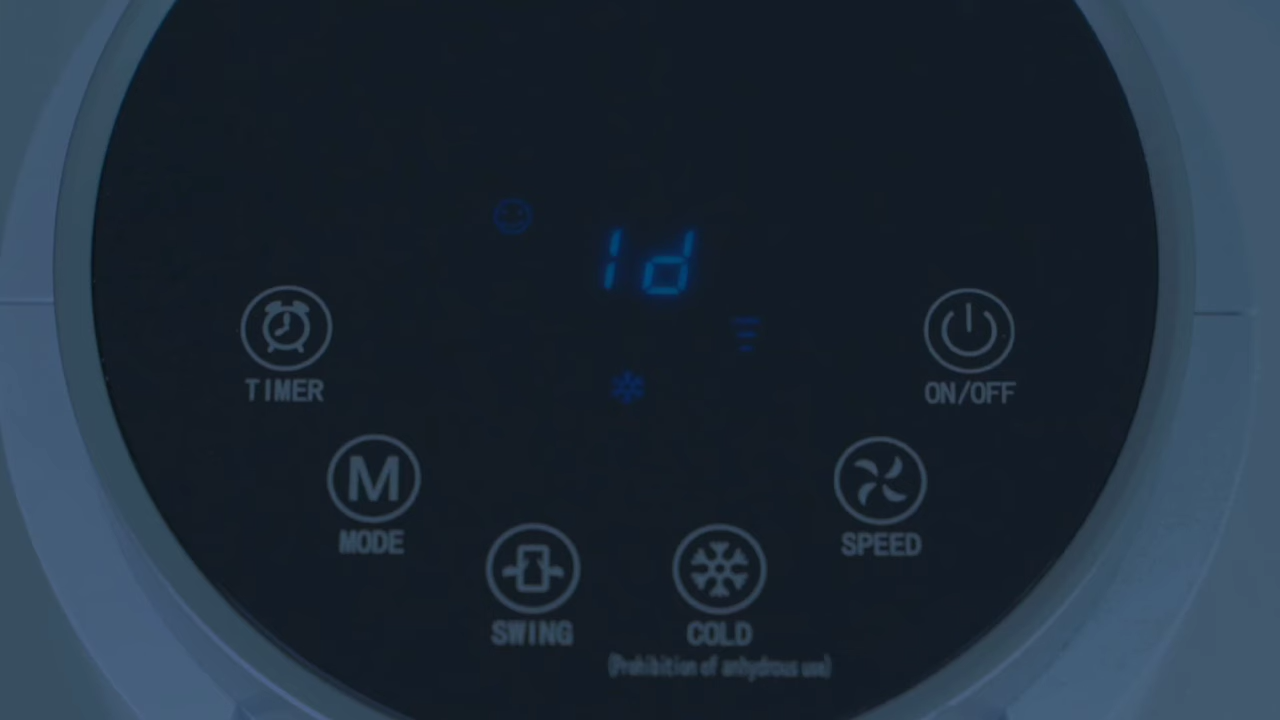 1d
TIMER
ON/OFF
M
MODE
SPEED
SWING
COLD
(Prohibition of anhydrous use)